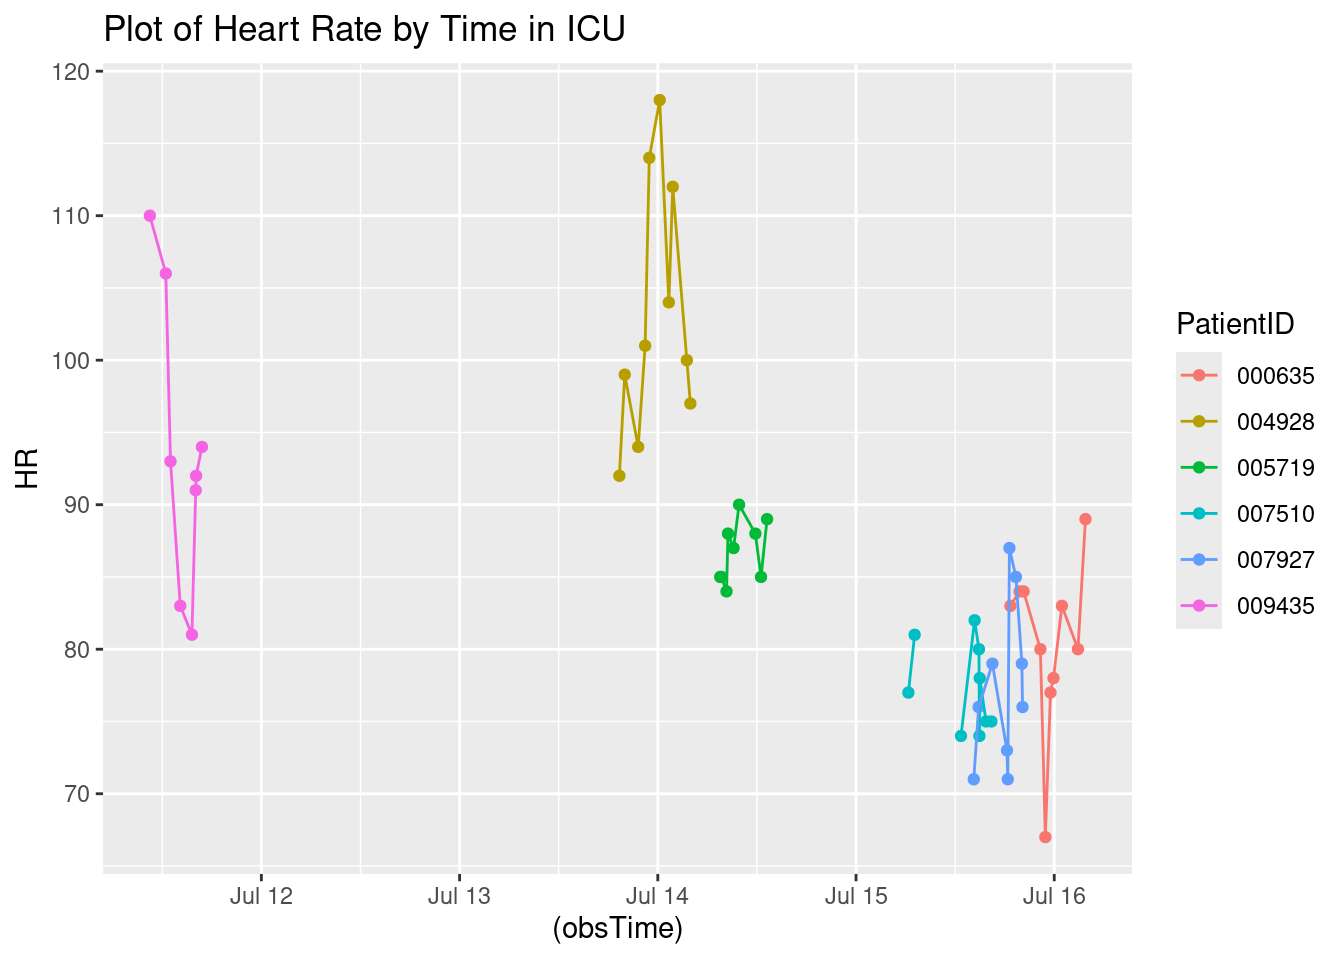 Plot of Heart Rate by Time in ICU
120
110
100
90
80
70
HR
Jul 12
Jul 13
Jul 14
Jul 15
Jul 16
(obsTime)
PatientID
000635
004928
005719
007510
007927
009435